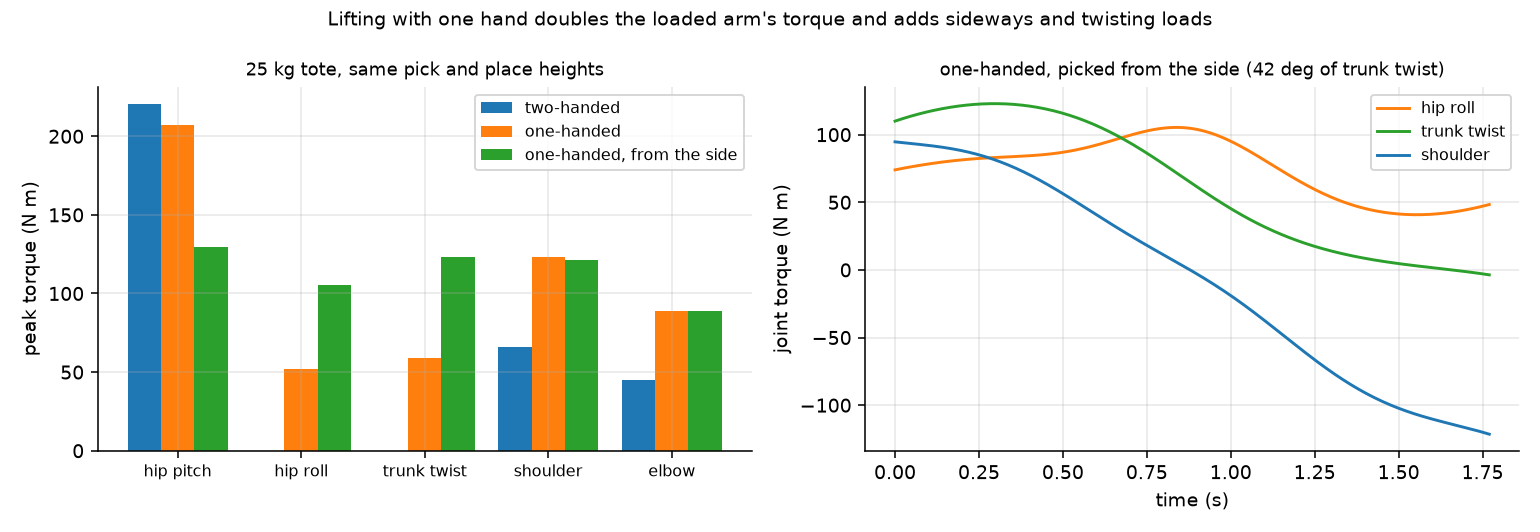 Lifting with one hand doubles the loaded arm's torque and adds sideways and twisting loads
25 kg tote, same pick and place heights
two-handed
one-handed
one-handed, from the side
peak torque (N m)
200
150
100
50
0
hip pitch
hip roll
trunk twist
shoulder
elbow
one-handed, picked from the side (42 deg of trunk twist)
hip roll
trunk twist
shoulder
joint torque (N m)
100
50
0
−50
−100
0.00
0.25
0.50
0.75
1.00
1.25
1.50
1.75
time (s)